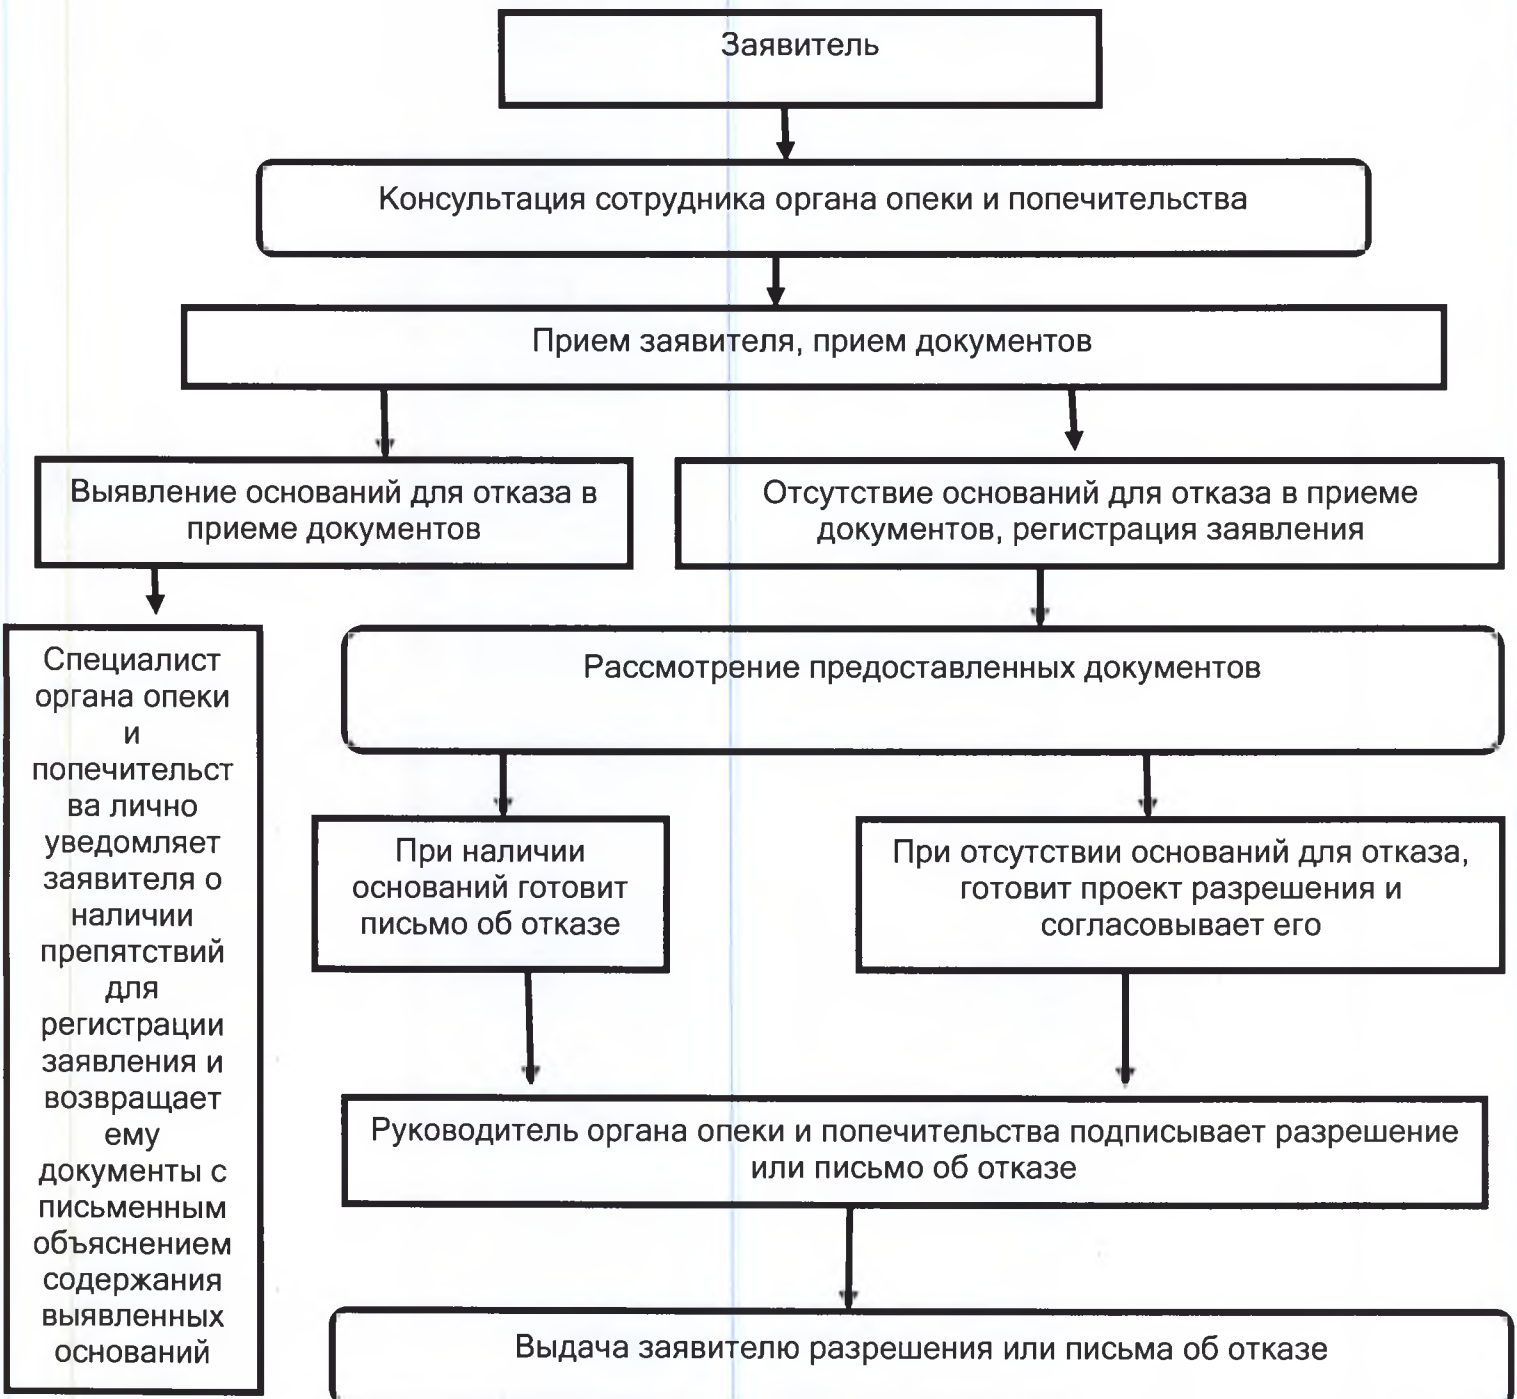 Заявитель
Консультация сотрудника органа опеки и попечительства
Прием заявителя, прием документов
Выявление оснований для отказа в
приеме документов
Отсутствие оснований для отказа в приеме
документов, регистрация заявления
Специалист
органа опеки
и
попечительст
ва лично
уведомляет
заявителя о
наличии
препятствий
для
регистрации
заявления и
возвращает
ему
документы с
письменным
объяснением
содержания
выявленных
оснований
Рассмотрение предоставленных документов
При наличии
оснований готовит
письмо об отказе
При отсутствии оснований для отказа,
готовит проект разрешения и
согласовывает его
Руководитель органа опеки и попечительства подписывает разрешение
или письмо об отказе
Выдача заявителю разрешения или письма об отказе